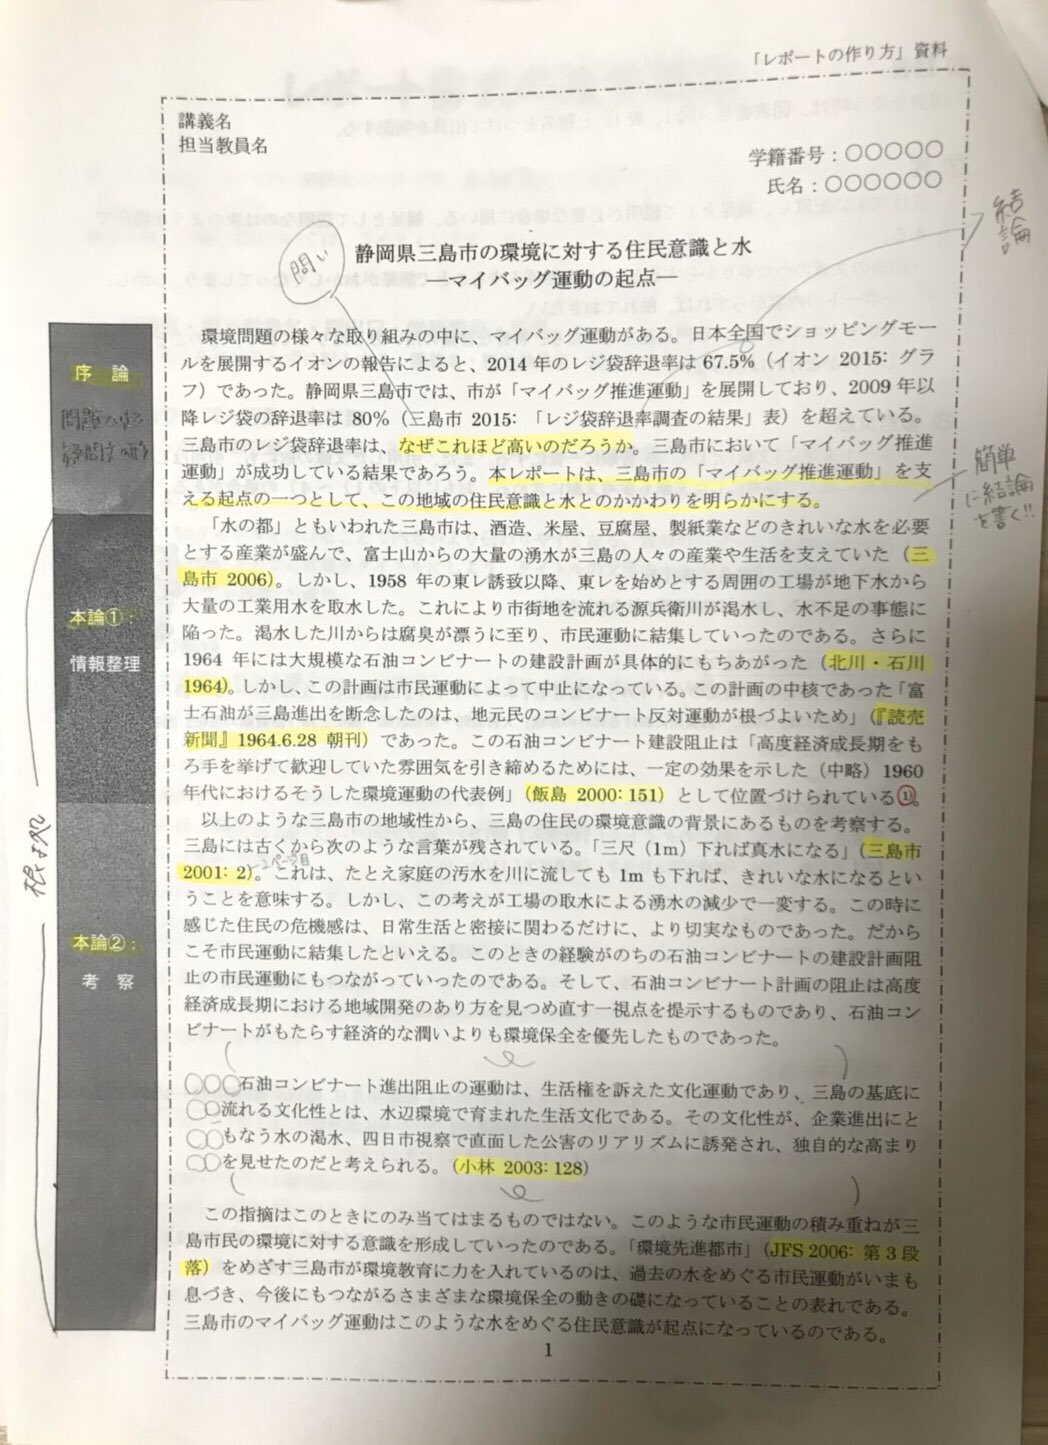 「レポートの作り方」資料
講義名
担当教員名
学籍番号：○○○○○
氏名：○○○○○○
結論
問い
静岡県三島市の環境に対する住民意識と水
―マイバッグ運動の起点―
環境問題の様々な取り組みの中に、マイバッグ運動がある。日本全国でショッピングモー
ルを展開するイオンの報告によると、2014 年のレジ袋辞退率は 67.5%（イオン 2015: グラ
フ）であった。静岡県三島市では、市が「マイバッグ推進運動」を展開しており、2009 年以
降レジ袋の辞退率は 80%（三島市 2015: 「レジ袋辞退率調査の結果」表）を超えている。
三島市のレジ袋辞退率は、なぜこれほど高いのだろうか。三島市において「マイバッグ推進
運動」が成功している結果であろう。本レポートは、三島市の「マイバッグ推進運動」を支
える起点の一つとして、この地域の住民意識と水とのかかわりを明らかにする。
序 論
簡単
に結論
を書く!!
「水の都」ともいわれた三島市は、酒造、米屋、豆腐屋、製紙業などのきれいな水を必要
とする産業が盛んで、富士山からの大量の湧水が三島の人々の産業や生活を支えていた（三
島市 2006）。しかし、1958 年の東レ誘致以降、東レを始めとする周囲の工場が地下水から
大量の工業用水を取水した。これにより市街地を流れる源兵衛川が渇水し、水不足の事態に
陥った。渇水した川からは腐臭が漂うに至り、市民運動に結集していったのである。さらに
1964 年には大規模な石油コンビナートの建設計画が具体的にもちあがった（北川・石川
1964）。しかし、この計画は市民運動によって中止になっている。この計画の中核であった「富
士石油が三島進出を断念したのは、地元民のコンビナート反対運動が根づよいため」（『読売
新聞』1964.6.28 朝刊）であった。この石油コンビナート建設阻止は「高度経済成長期をも
ろ手を挙げて歓迎していた雰囲気を引き締めるためには、一定の効果を示した（中略）1960
年代におけるそうした環境運動の代表例」（飯島 2000: 151）として位置づけられている①。
本論①：
情報整理
以上のような三島市の地域性から、三島の住民の環境意識の背景にあるものを考察する。
三島には古くから次のような言葉が残されている。「三尺（1m）下れば真水になる」（三島市
2001: 2）。これは、たとえ家庭の汚水を川に流しても 1m も下れば、きれいな水になるとい
2ページ目
うことを意味する。しかし、この考えが工場の取水による湧水の減少で一変する。この時に
感じた住民の危機感は、日常生活と密接に関わるだけに、より切実なものであった。だから
こそ市民運動に結集したといえる。このときの経験がのちの石油コンビナートの建設計画阻
止の市民運動にもつながっていったのである。そして、石油コンビナート計画の阻止は高度
経済成長期における地域開発のあり方を見つめ直す一視点を提示するものであり、石油コン
ビナートがもたらす経済的な潤いよりも環境保全を優先したものであった。
根拠
本論②：
考 察
石油コンビナート進出阻止の運動は、生活権を訴えた文化運動であり、三島の基底に
流れる文化性とは、水辺環境で育まれた生活文化である。その文化性が、企業進出にと
もなう水の渇水、四日市視察で直面した公害のリアリズムに誘発され、独自的な高まり
を見せたのだと考えられる。（小林 2003: 128）
この指摘はこのときにのみ当てはまるものではない。このような市民運動の積み重ねが三
島市民の環境に対する意識を形成していったのである。「環境先進都市」（JFS 2006: 第 3 段
落）をめざす三島市が環境教育に力を入れているのは、過去の水をめぐる市民運動がいまも
息づき、今後にもつながるさまざまな環境保全の動きの礎になっていることの表れである。
三島市のマイバッグ運動はこのような水をめぐる住民意識が起点になっているのである。
1